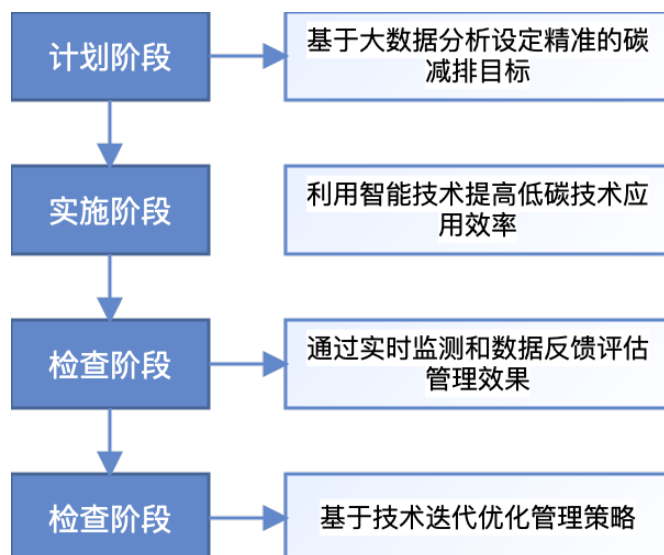 计划阶段
基于大数据分析设定精准的碳
减排目标
实施阶段
利用智能技术提高低碳技术应
用效率
检查阶段
通过实时监测和数据反馈评估
管理效果
检查阶段
基于技术迭代优化管理策略